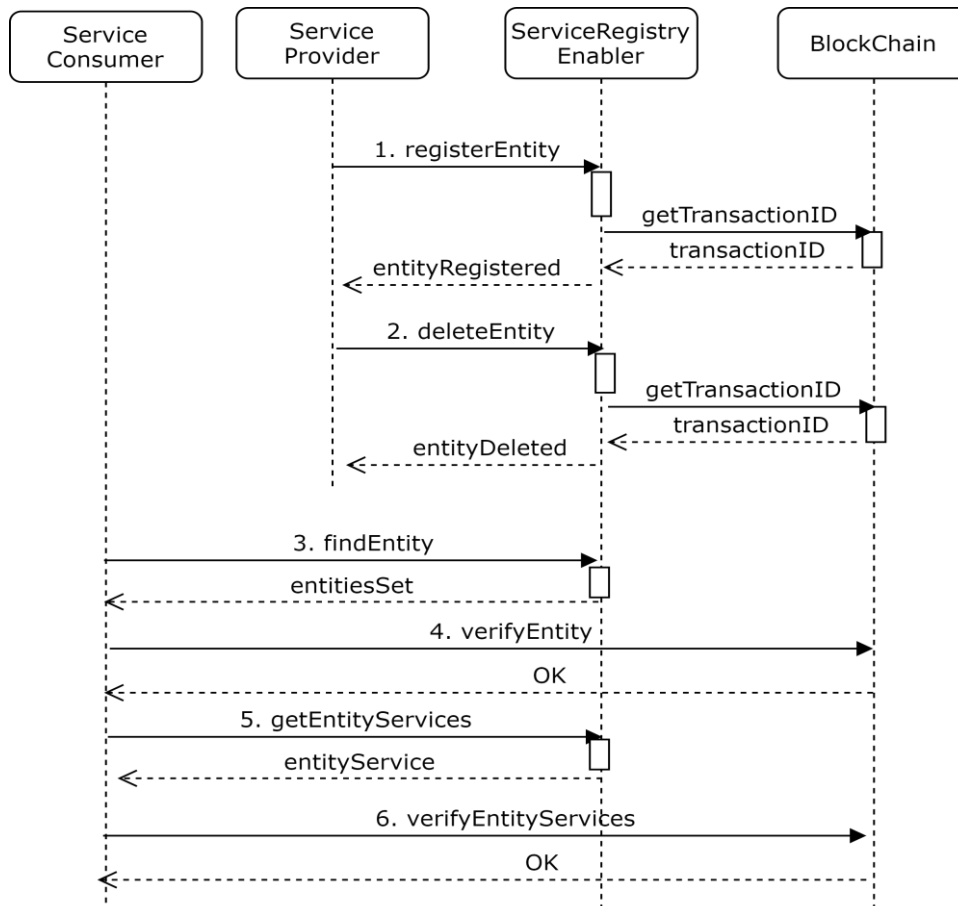 Service
Consumer
Service
Provider
ServiceRegistry
Enabler
BlockChain
1. registerEntity
getTransactionID
transactionID
entityRegistered
2. deleteEntity
getTransactionID
transactionID
entityDeleted
3. findEntity
entitiesSet
4. verifyEntity
OK
5. getEntityServices
entityService
6. verifyEntityServices
OK